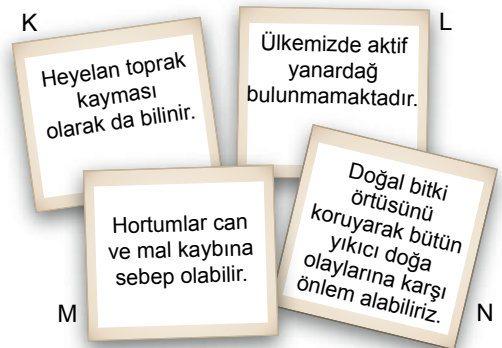 K
Heyelan toprak
kayması
olarak da bilinir.
L
Ülkemizde aktif
yanardağ
bulunmamaktadır.
M
Hortumlar can
ve mal kaybına
sebep olabilir.
N
Doğal bitki
örtüsünü
koruyarak bütün
yıkıcı doğa
olaylarına karşı
önlem alabiliriz.